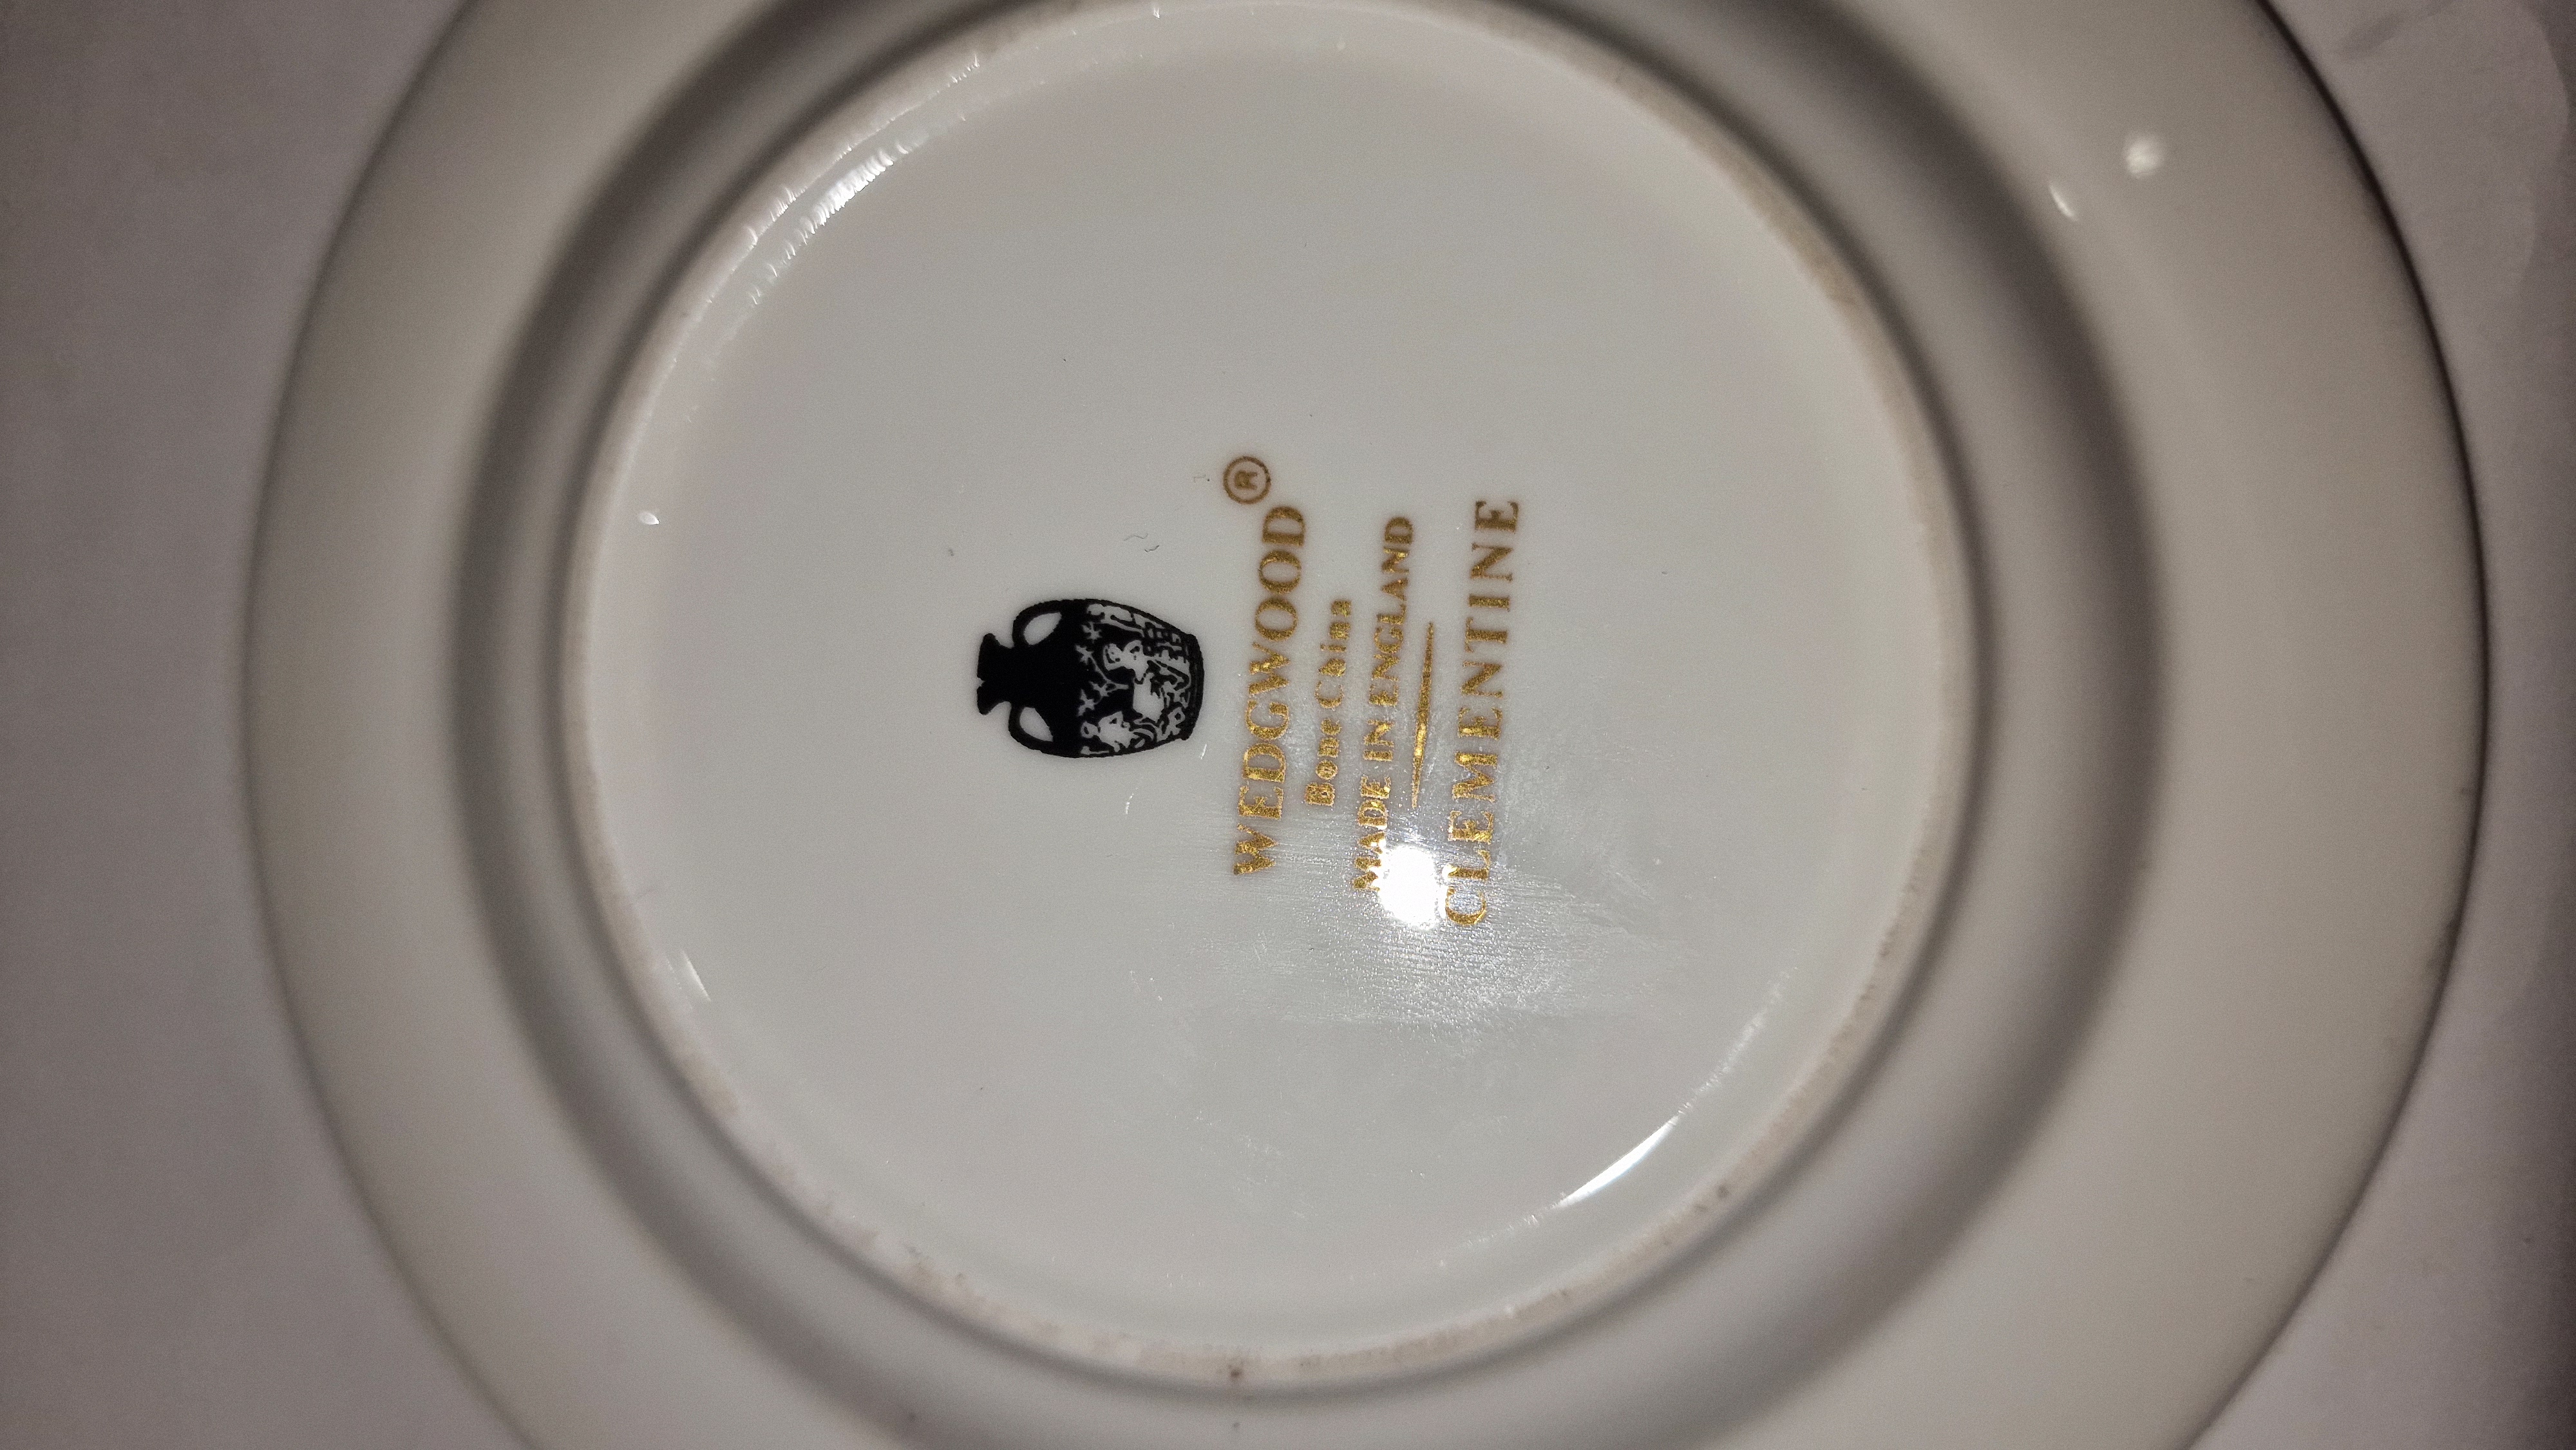 WEDGWOOD®
Bone China
MADE IN ENGLAND
CLEMENTINE